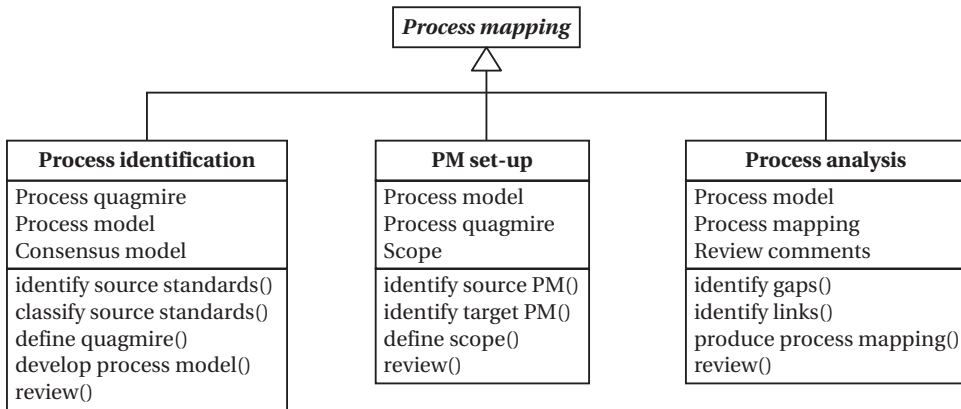 Process mapping
Process identification
Process quagmire
Process model
Consensus model
identify source standards()
classify source standards()
define quagmire()
develop process model()
review()
PM set-up
Process model
Process quagmire
Scope
identify source PM()
identify target PM()
define scope()
review()
Process analysis
Process model
Process mapping
Review comments
identify gaps()
identify links()
produce process mapping()
review()